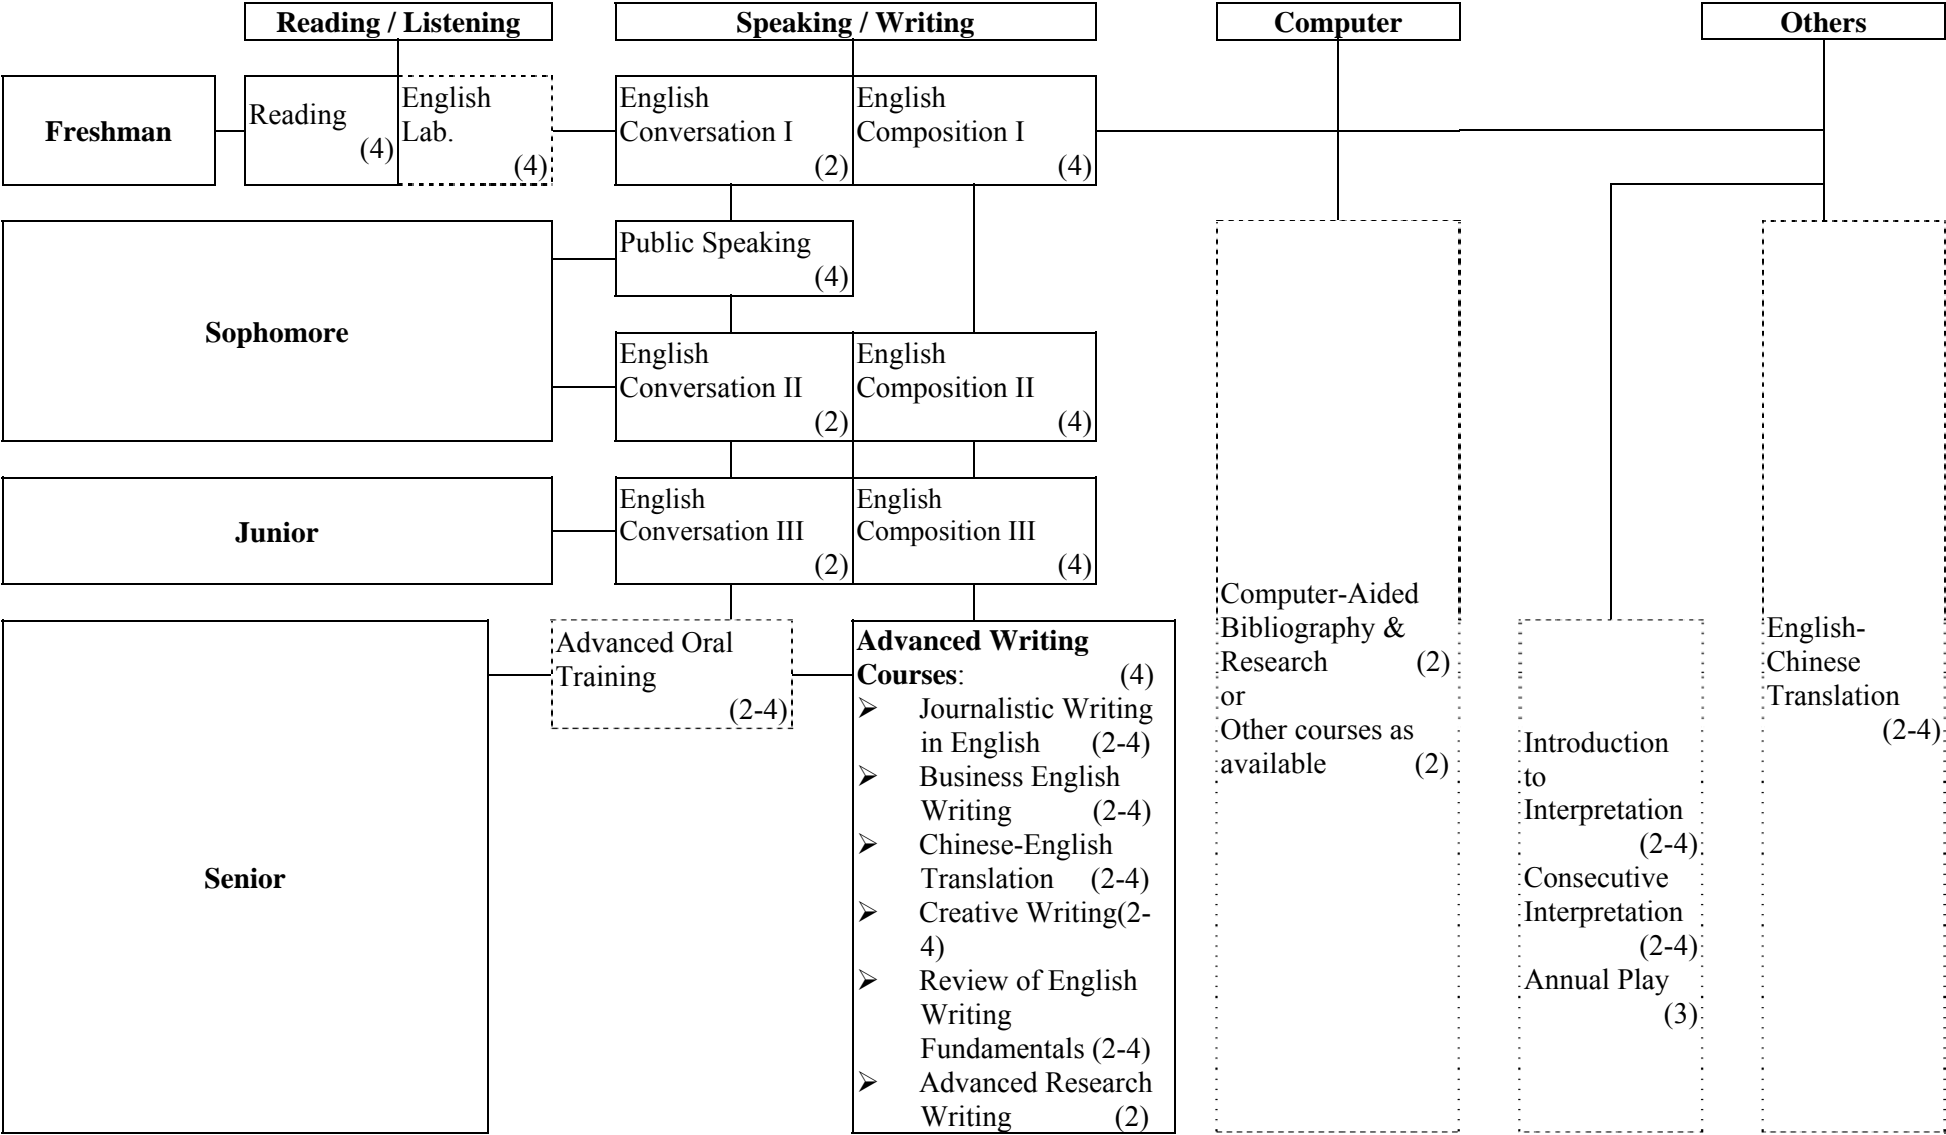 Reading / Listening
Speaking / Writing
Computer
Others
Freshman
Reading
(4)
English
Lab.
(4)
English
Conversation I
(2)
English
Composition I
(4)
Sophomore
Public Speaking
(4)
English
Conversation II
(2)
English
Composition II
(4)
Junior
English
Conversation III
(2)
English
Composition III
(4)
Senior
Advanced Oral
Training
(2-4)
Advanced Writing
Courses: (4)
➢ Journalistic Writing
in English (2-4)
➢ Business English
Writing (2-4)
➢ Chinese-English
Translation (2-4)
➢ Creative Writing(2-
4)
➢ Review of English
Writing
Fundamentals (2-4)
➢ Advanced Research
Writing (2)
Computer-Aided
Bibliography &
Research (2)
or
Other courses as
available (2)
Introduction
to
Interpretation
(2-4)
Consecutive
Interpretation
(2-4)
Annual Play
(3)
English-
Chinese
Translation
(2-4)